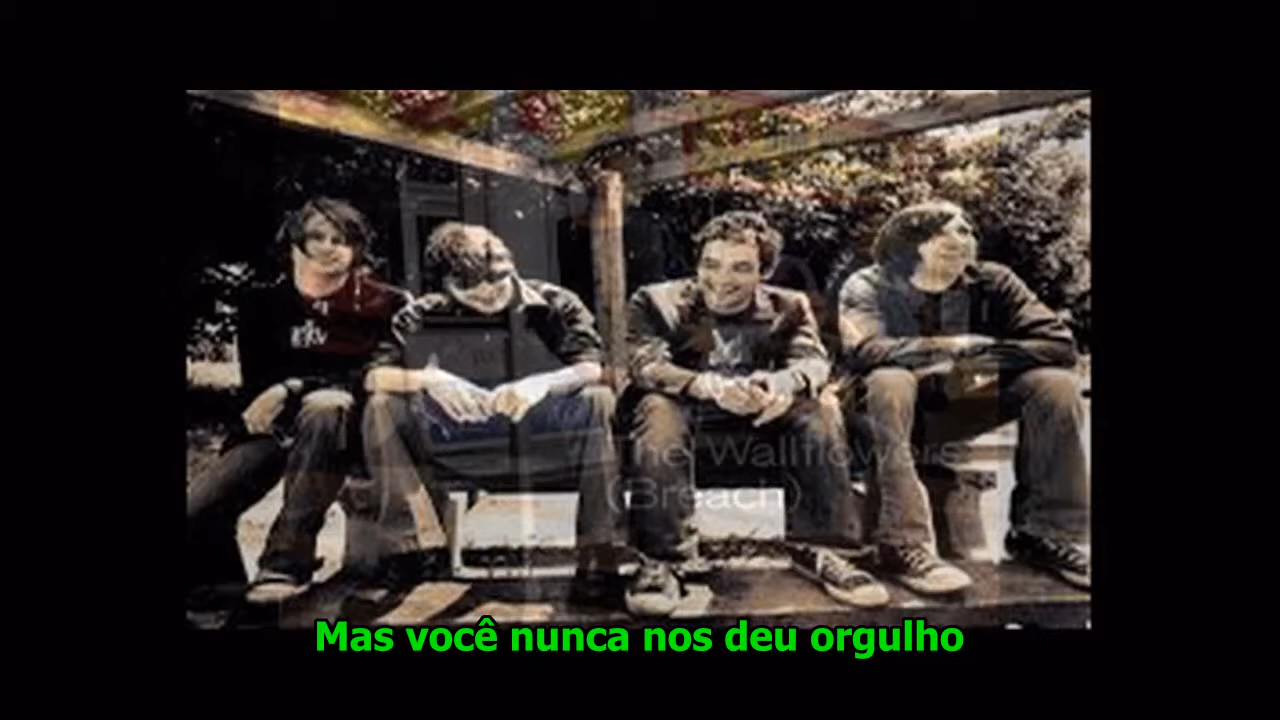 The Wallflowers
(Breach)
Mas você nunca nos deu orgulho